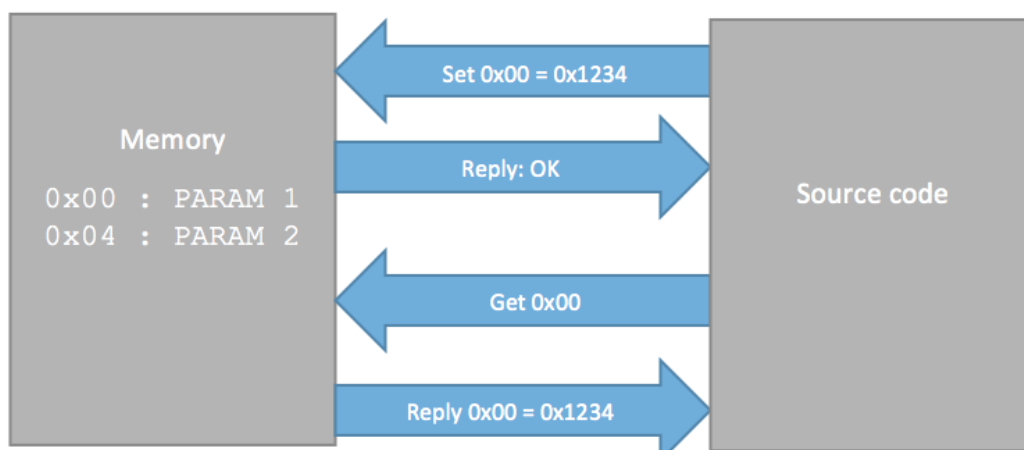 Memory
0x00 : PARAM 1
0x04 : PARAM 2
Set 0x00 = 0x1234
Reply: OK
Get 0x00
Reply 0x00 = 0x1234
Source code